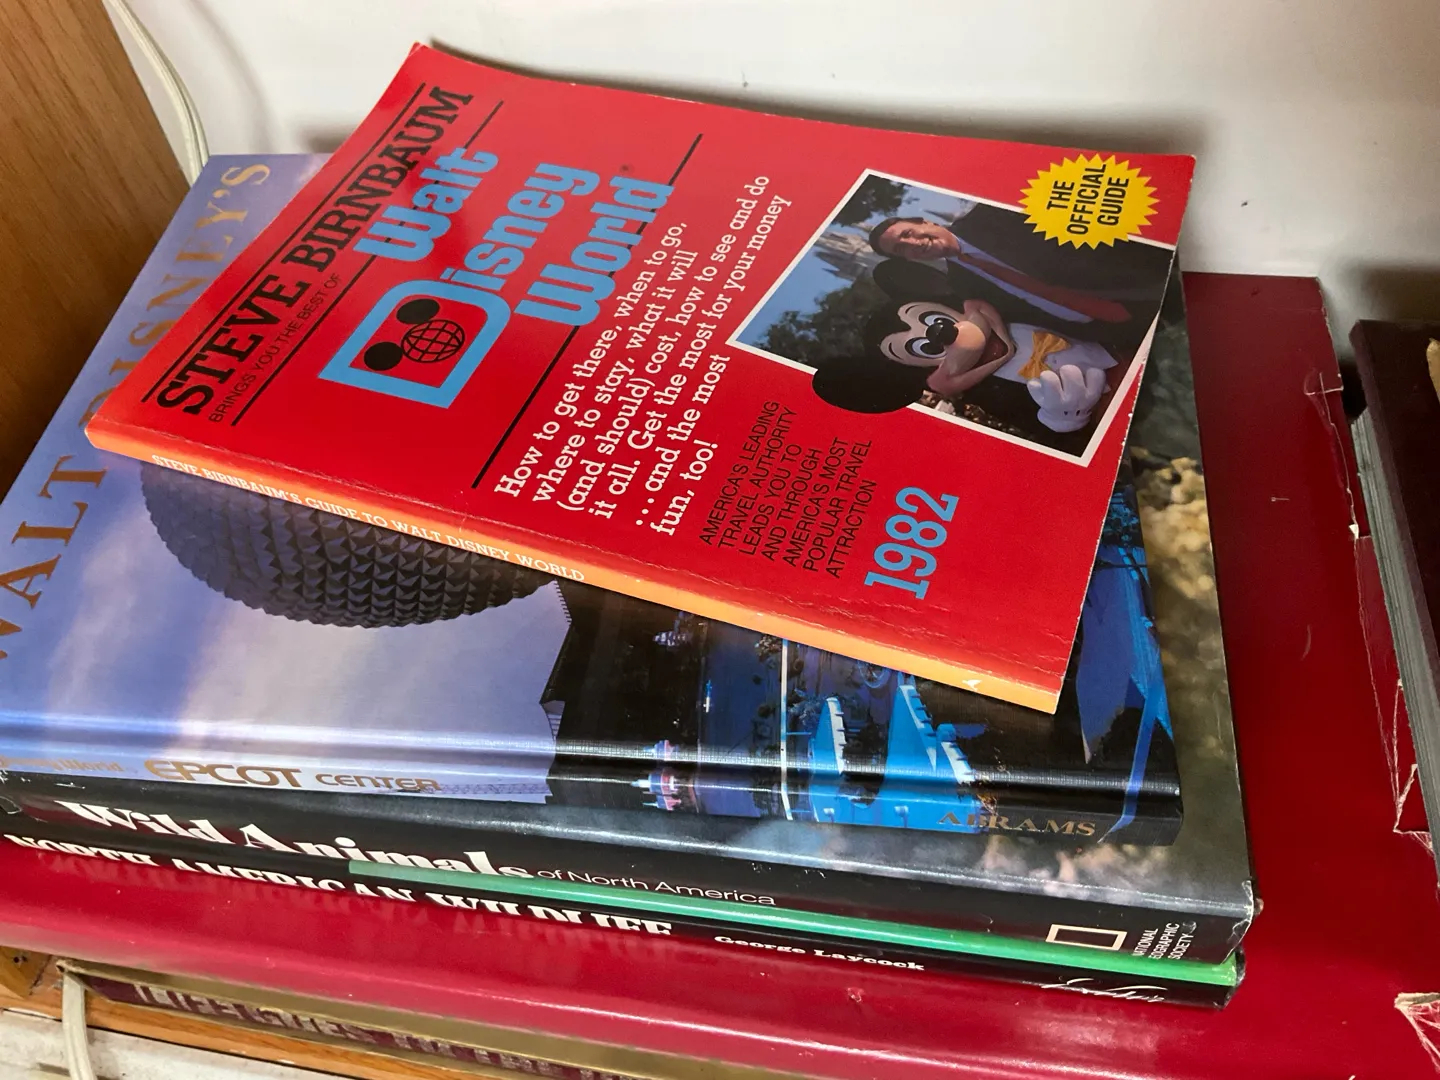 STEVE BIRNBAUM
BRINGS YOU THE BEST OF
Walt
Disney
World
How to get there, when to go,
where to stay, what it will
(and should) cost, how to see and do
it all. Get the most for your money
...and the most
fun, too!
THE
OFFICIAL
GUIDE
AMERICA'S LEADING
TRAVEL AUTHORITY
LEADS YOU TO
AND THROUGH
AMERICA'S MOST
POPULAR TRAVEL
ATTRACTION
1982
STEVE BIRNBAUM'S GUIDE TO WALT DISNEY WORLD
WALT DISNEY'S
EPCOT CENTER
ABRAMS
Wild Animals of North America
NATIONAL
GEOGRAPHIC
SOCIETY
NORTH AMERICAN WILDLIFE
George Laycock